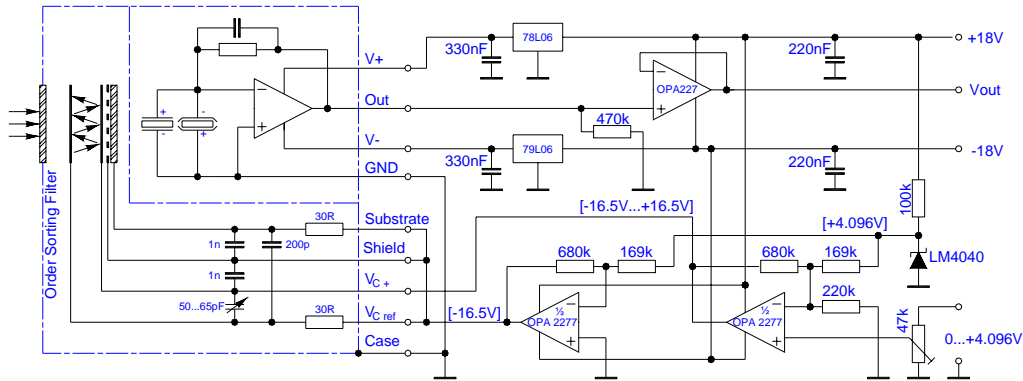 V+
330nF
78L06
220nF
+18V
Out
OPA227
Vout
470k
V-
330nF
79L06
220nF
-18V
GND
Order Sorting Filter
Substrate
30R
[-16.5V...+16.5V]
100k
[+4.096V]
1n
200p
Shield
680k
169k
680k
169k
LM4040
1n
VC +
220k
50...65pF
30R
VC ref
[-16.5V]
½
OPA 2277
½
OPA 2277
47k
0...+4.096V
Case
+
-
-
+
−
+
−
+
−
+
−
+